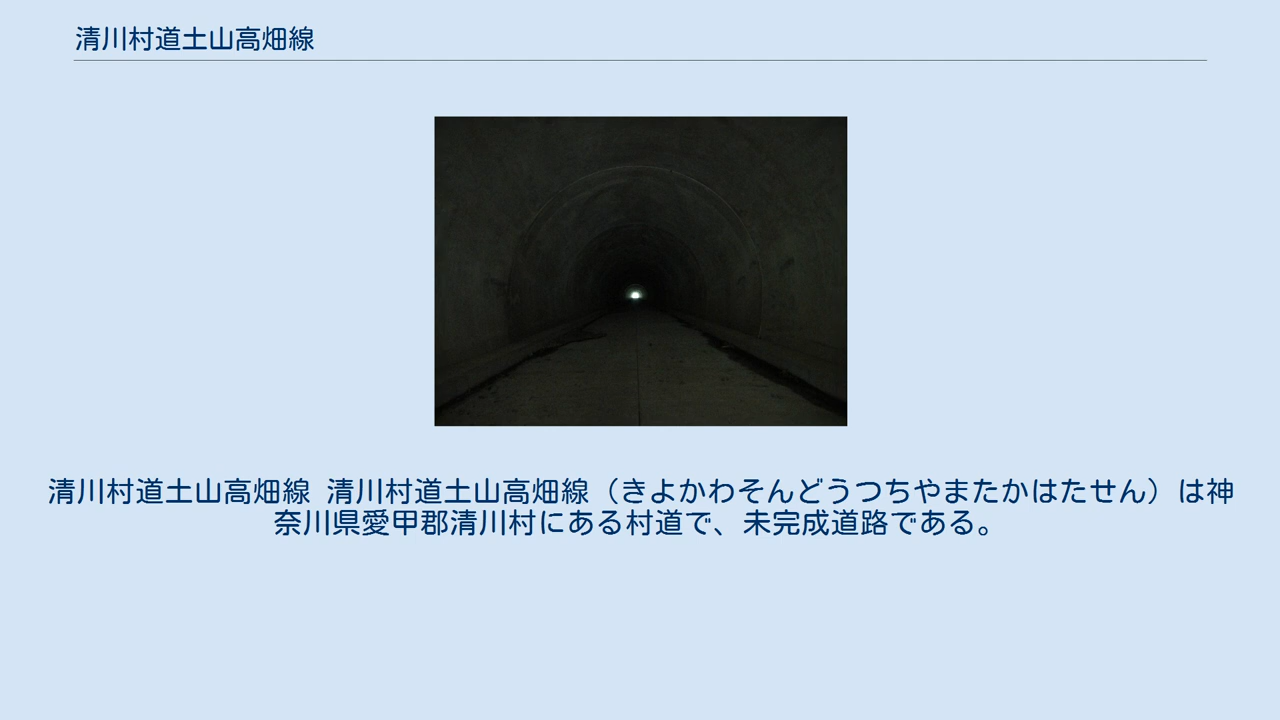 清川村道土山高畑線
清川村道土山高畑線 清川村道土山高畑線（きよかわそんどうつちやまたかはたせん）は神
奈川県愛甲郡清川村にある村道で、未完成道路である。